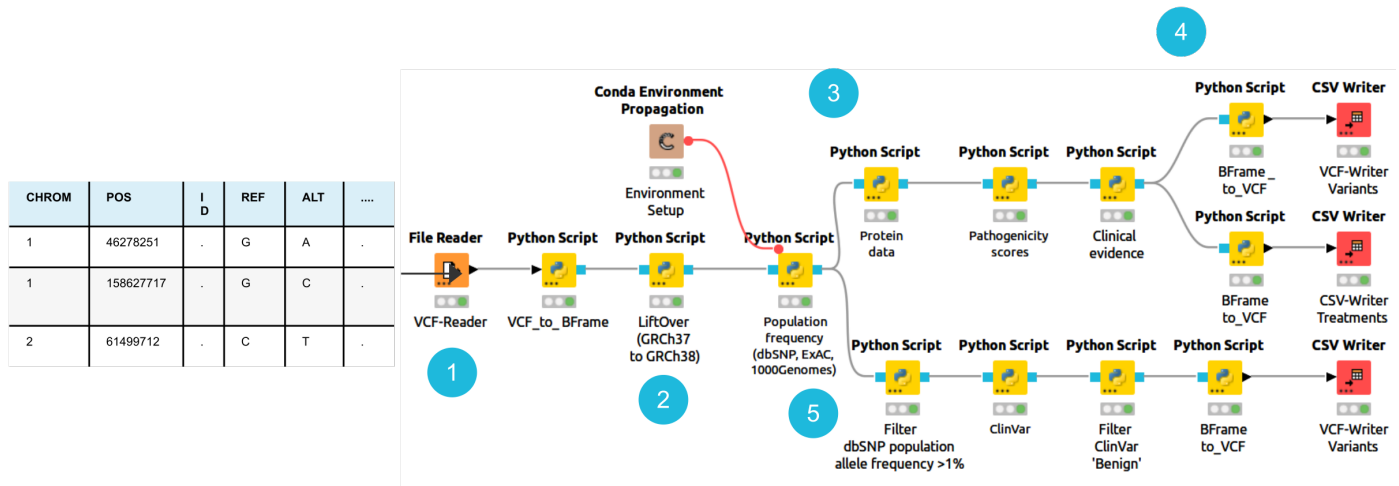 4
3
Conda Environment
Propagation
Environment
Setup
CHROM POS I
D REF ALT ....
1 46278251 . G A .
1 158627717 . G C .
2 61499712 . C T .
File Reader
VCF-Reader
1
Python Script
VCF_to_ BFrame
Python Script
LiftOver
(GRCh37
to GRCh38)
2
Python Script
Population
frequency
(dbSNP, ExAC,
1000Genomes)
5
Python Script
Protein
data
Python Script
Pathogenicity
scores
Python Script
Clinical
evidence
Python Script
BFrame _
to_VCF
CSV Writer
VCF-Writer
Variants
Python Script
BFrame
to_VCF
CSV Writer
CSV-Writer
Treatments
Python Script
Filter
dbSNP population
allele frequency >1%
Python Script
ClinVar
Python Script
Filter
ClinVar
'Benign'
Python Script
BFrame
to_VCF
CSV Writer
VCF-Writer
Variants